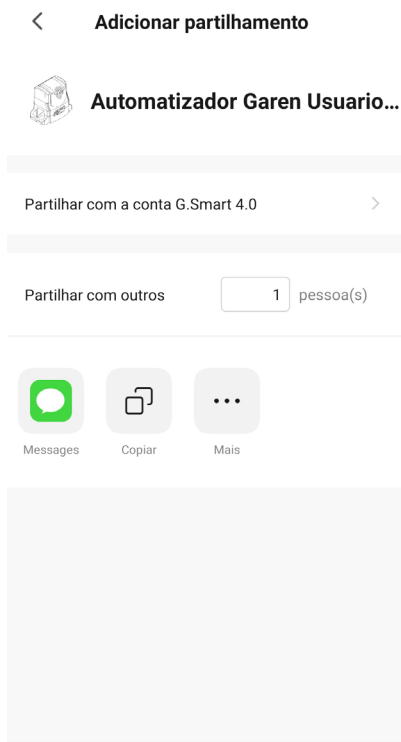 Adicionar partilhamento
Automatizador Garen Usuario...
Partilhar com a conta G.Smart 4.0
Partilhar com outros 1 pessoa(s)
Messages Copiar Mais